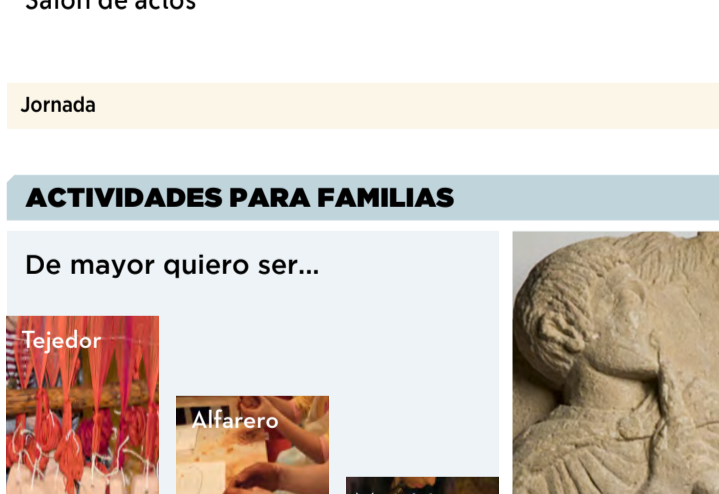 Salón de actos
Jornada
ACTIVIDADES PARA FAMILIAS
De mayor quiero ser...
Tejedor
Alfarero